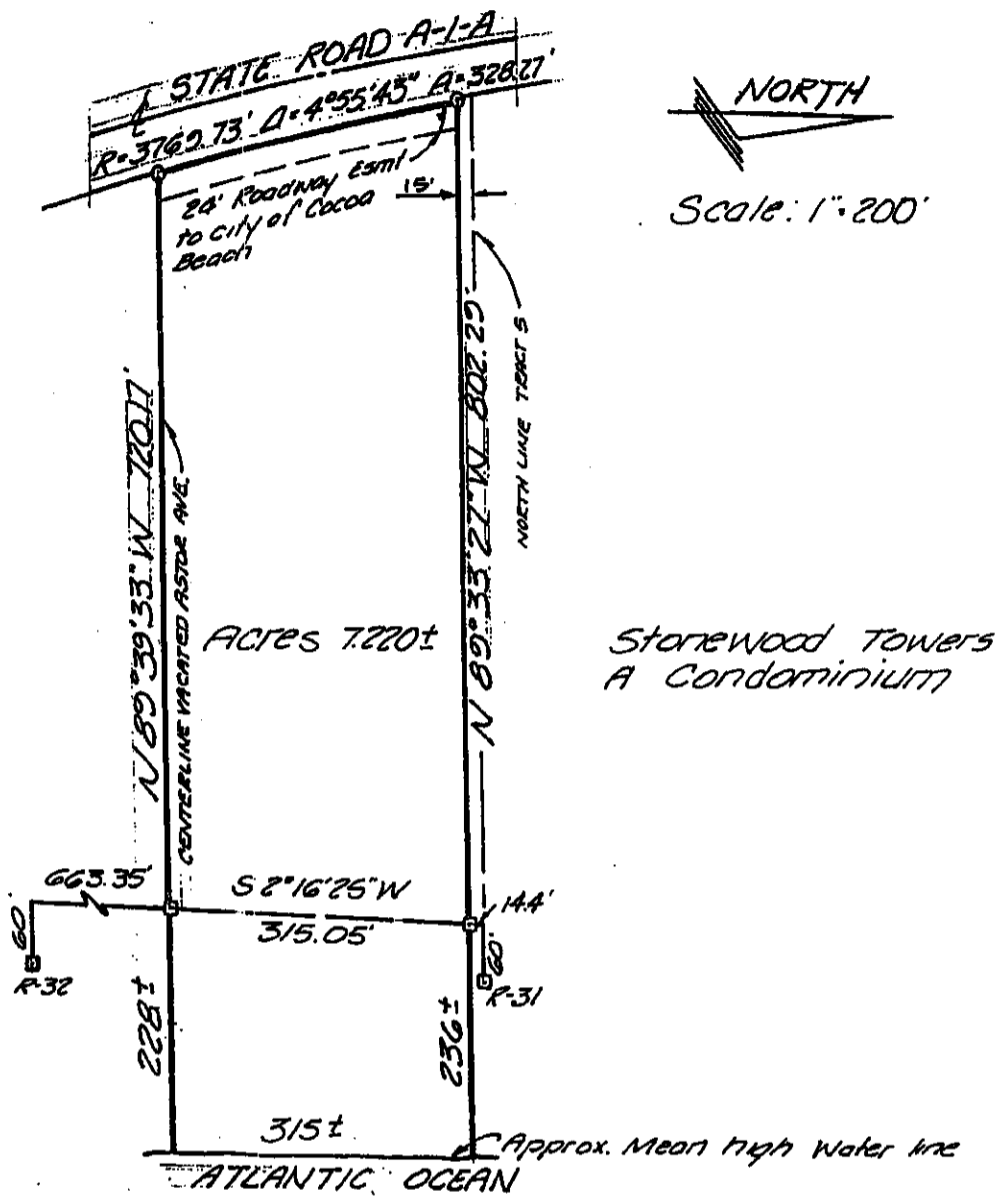 STATE ROAD A-1-A
R=3769.73' Δ=4°55'43" A=328.27'
NORTH
Scale: 1"=200'
24' Roadway Esmt
to city of Cocoa
Beach
15'
NORTH LINE TRACT 5
N 89°39'33" W 720.17'
CENTERLINE VACATED ASTOR AVE.
N 89°33'27" W 802.29'
Acres 7.220±
Stonewood Towers
A Condominium
663.35'
S 2°16'25" W
315.05'
14.4'
60'
R-32
60'
R-31
228±
236±
315±
Approx. Mean high water line
ATLANTIC OCEAN